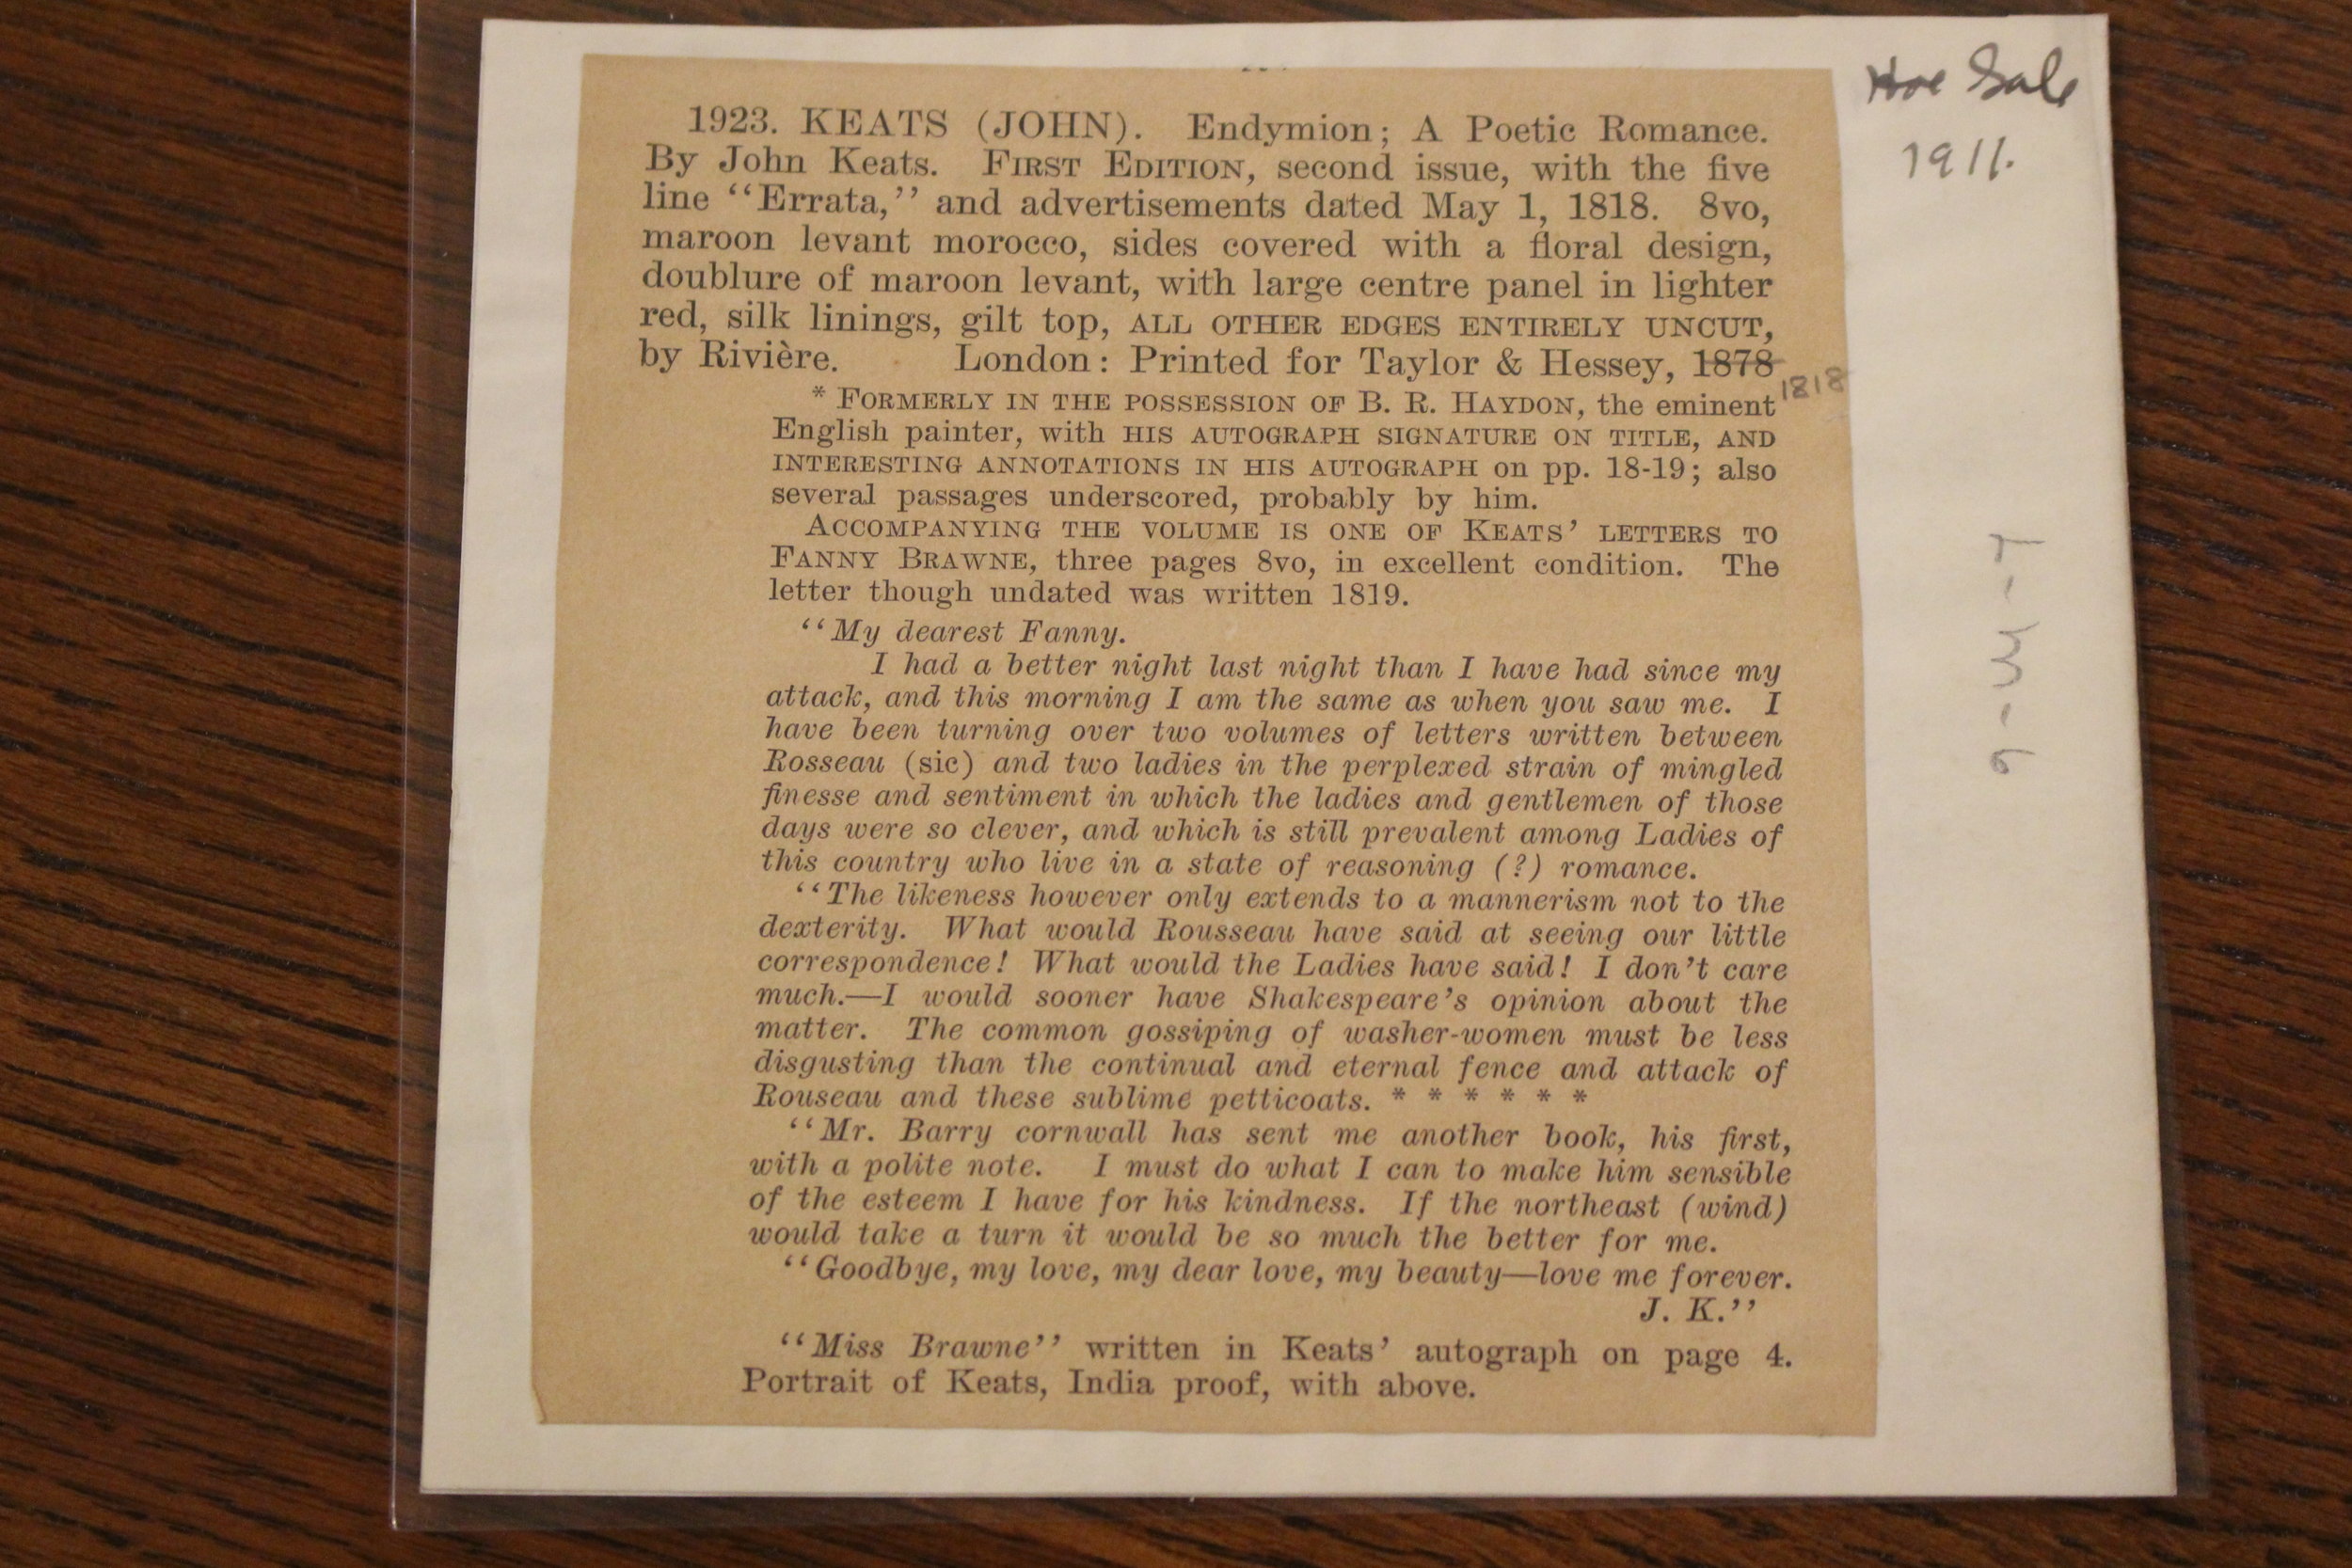 Hoe Sale
1911.
1923. KEATS (JOHN). Endymion; A Poetic Romance.
By John Keats. FIRST EDITION, second issue, with the five
line “Errata,” and advertisements dated May 1, 1818. 8vo,
maroon levant morocco, sides covered with a floral design,
doublure of maroon levant, with large centre panel in lighter
red, silk linings, gilt top, ALL OTHER EDGES ENTIRELY UNCUT,
by Rivière. London: Printed for Taylor & Hessey, 1878
1818
* FORMERLY IN THE POSSESSION OF B. R. HAYDON, the eminent
English painter, with HIS AUTOGRAPH SIGNATURE ON TITLE, AND
INTERESTING ANNOTATIONS IN HIS AUTOGRAPH on pp. 18-19; also
several passages underscored, probably by him.
ACCOMPANYING THE VOLUME IS ONE OF KEATS’ LETTERS TO
FANNY BRAWNE, three pages 8vo, in excellent condition. The
letter though undated was written 1819.
“My dearest Fanny.
I had a better night last night than I have had since my
attack, and this morning I am the same as when you saw me. I
have been turning over two volumes of letters written between
Rosseau (sic) and two ladies in the perplexed strain of mingled
finesse and sentiment in which the ladies and gentlemen of those
days were so clever, and which is still prevalent among Ladies of
this country who live in a state of reasoning (?) romance.
“The likeness however only extends to a mannerism not to the
dexterity. What would Rousseau have said at seeing our little
correspondence! What would the Ladies have said! I don’t care
much.—I would sooner have Shakespeare’s opinion about the
matter. The common gossiping of washer-women must be less
disgusting than the continual and eternal fence and attack of
Rouseau and these sublime petticoats. * * * * * *
“Mr. Barry cornwall has sent me another book, his first,
with a polite note. I must do what I can to make him sensible
of the esteem I have for his kindness. If the northeast (wind)
would take a turn it would be so much the better for me.
“Goodbye, my love, my dear love, my beauty—love me forever.
J. K.”
“Miss Brawne” written in Keats’ autograph on page 4.
Portrait of Keats, India proof, with above.